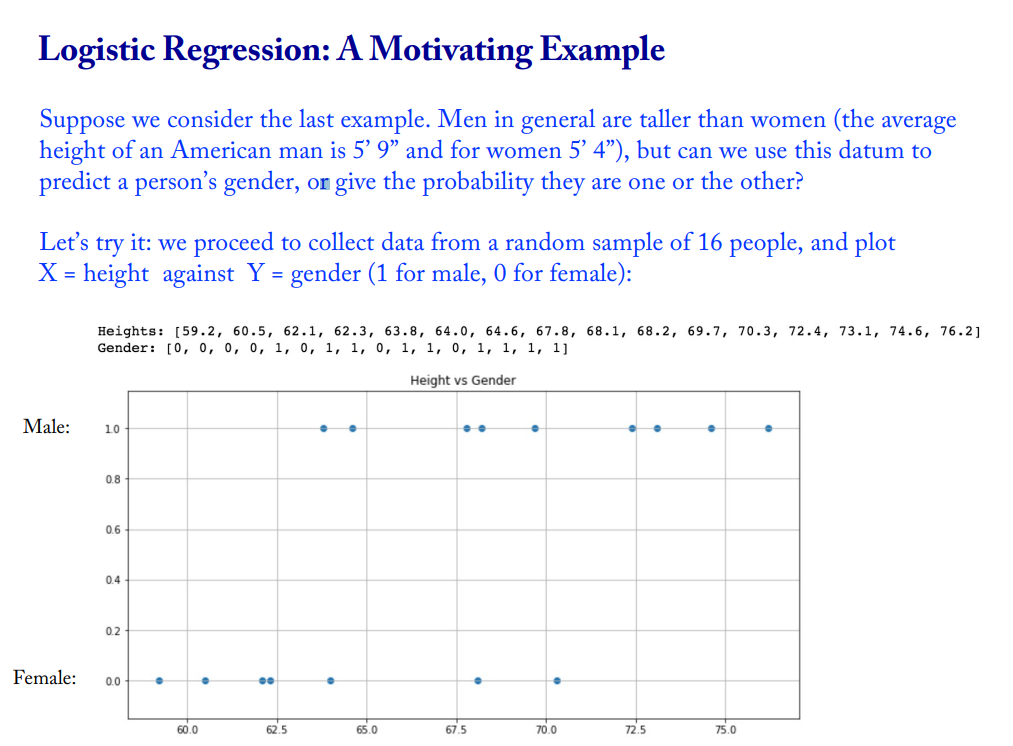 Logistic Regression: A Motivating Example
Suppose we consider the last example. Men in general are taller than women (the average
height of an American man is 5’ 9” and for women 5’ 4”), but can we use this datum to
predict a person’s gender, or give the probability they are one or the other?
Let’s try it: we proceed to collect data from a random sample of 16 people, and plot
X = height against Y = gender (1 for male, 0 for female):
Heights: [59.2, 60.5, 62.1, 62.3, 63.8, 64.0, 64.6, 67.8, 68.1, 68.2, 69.7, 70.3, 72.4, 73.1, 74.6, 76.2]
Gender: [0, 0, 0, 0, 1, 0, 1, 1, 0, 1, 1, 0, 1, 1, 1, 1]
Height vs Gender
Male: 1.0
0.8
0.6
0.4
0.2
Female: 0.0
60.0 62.5 65.0 67.5 70.0 72.5 75.0